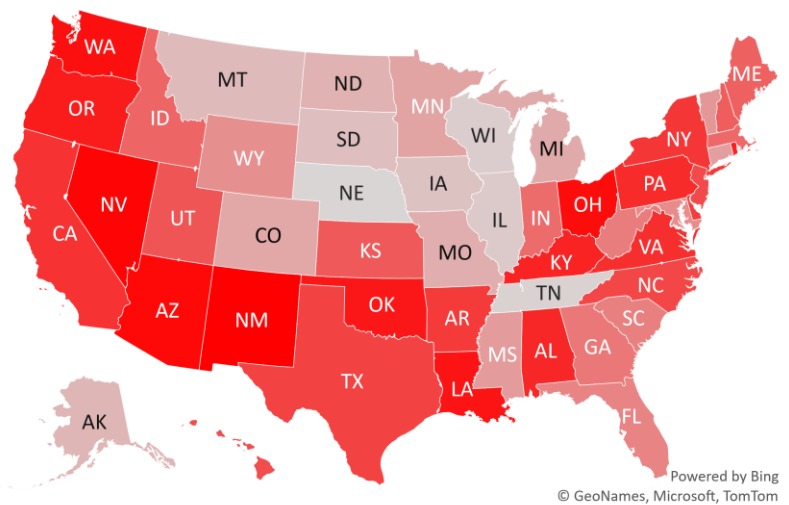 WA
MT
ND
MN
ME
OR
ID
SD
WI
MI
NY
WY
NE
IA
PA
NV
UT
CO
IL
IN
OH
CA
KS
MO
KY
VA
AZ
NM
OK
TN
NC
AR
SC
TX
MS
AL
GA
LA
AK
FL
Powered by Bing
© GeoNames, Microsoft, TomTom